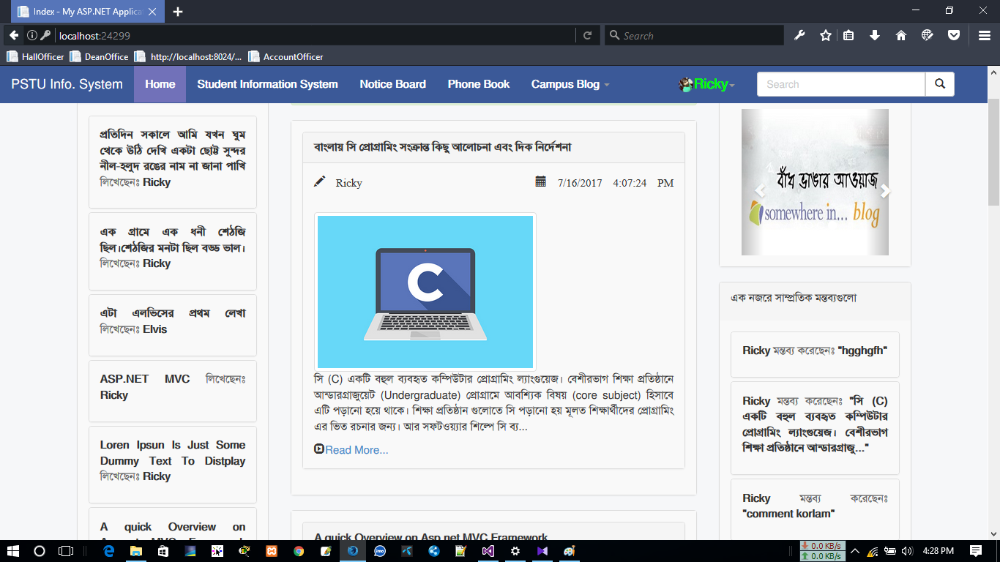 Index - My ASP.NET Applica
localhost:24299
Search
HallOfficer DeanOffice http://localhost:8024/... AccountOfficer
PSTU Info. System Home Student Information System Notice Board Phone Book Campus Blog Ricky Search
প্রতিদিন সকালে আমি যখন ঘুম
থেকে উঠি দেখি একটা ছোট্ট সুন্দর
নীল-হলুদ রঙের নাম না জানা পাখি
লিখেছেনঃ Ricky
এক গ্রামে এক ধনী শেঠজি
ছিল।শেঠজির মনটা ছিল বড্ড ভাল।
লিখেছেনঃ Ricky
এটা এলভিসের প্রথম লেখা
লিখেছেনঃ Elvis
ASP.NET MVC লিখেছেনঃ
Ricky
Loren Ipsun Is Just Some
Dummy Text To Distplay
লিখেছেনঃ Ricky
A quick Overview on
বাংলায় সি প্রোগ্রামিং সংক্রান্ত কিছু আলোচনা এবং দিক নির্দেশনা
Ricky 7/16/2017 4:07:24 PM
C
সি (C) একটি বহুল ব্যবহৃত কম্পিউটার প্রোগ্রামিং ল্যাংগুয়েজ। বেশীরভাগ শিক্ষা প্রতিষ্ঠানে
আন্ডারগ্রাজুয়েট (Undergraduate) প্রোগ্রামে আবশ্যিক বিষয় (core subject) হিসাবে
এটি পড়ানো হয়ে থাকে। শিক্ষা প্রতিষ্ঠান গুলোতে সি পড়ানো হয় মূলত শিক্ষার্থীদের প্রোগ্রামিং
এর ভিত রচনার জন্য। আর সফটওয়্যার শিল্পে সি ব্য...
Read More...
A quick Overview on Asp.net MVC Framework
বাঁধ ভাঙার আওয়াজ
somewhere in... blog
এক নজরে সাম্প্রতিক মন্তব্যগুলো
Ricky মন্তব্য করেছেনঃ "hgghgfh"
Ricky মন্তব্য করেছেনঃ "সি (C)
একটি বহুল ব্যবহৃত কম্পিউটার
প্রোগ্রামিং ল্যাংগুয়েজ। বেশীরভাগ
শিক্ষা প্রতিষ্ঠানে আন্ডারগ্রাজু..."
Ricky মন্তব্য করেছেনঃ
"comment korlam"
0.0 KB/s
0.0 KB/s
4:28 PM